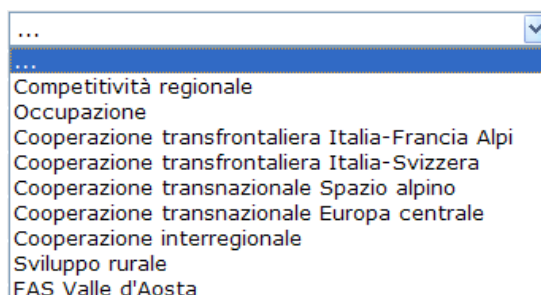 ...
...
Competitività regionale
Occupazione
Cooperazione transfrontaliera Italia-Francia Alpi
Cooperazione transfrontaliera Italia-Svizzera
Cooperazione transnazionale Spazio alpino
Cooperazione transnazionale Europa centrale
Cooperazione interregionale
Sviluppo rurale
FAS Valle d'Aosta